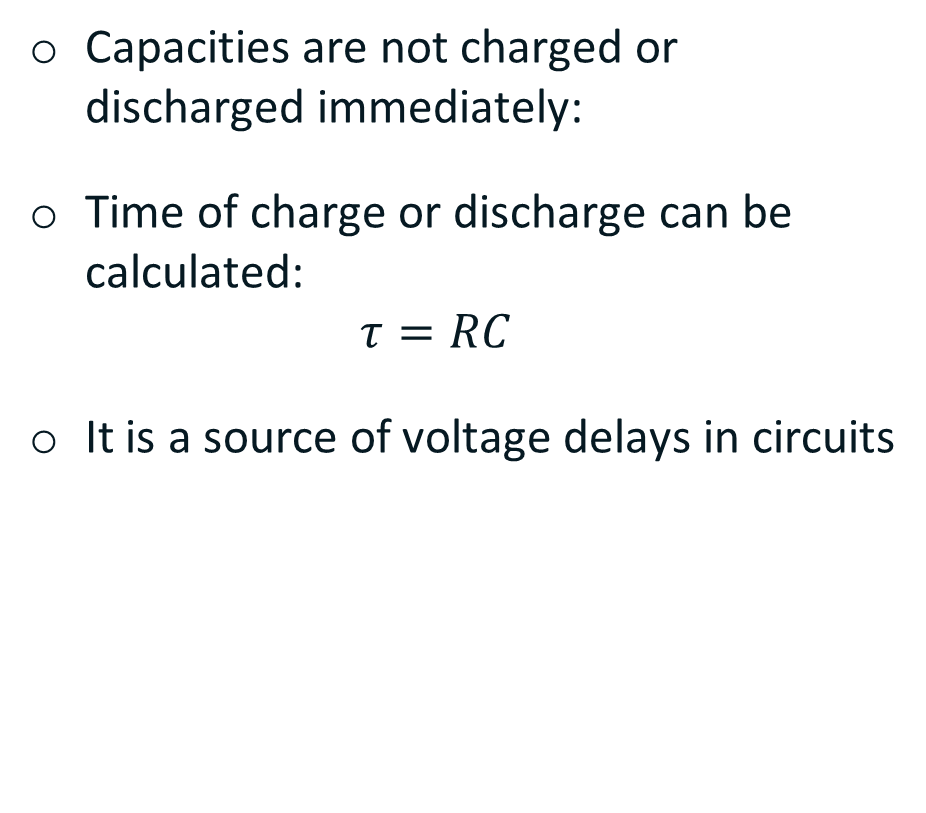 ○ Capacities are not charged or
discharged immediately:
○ Time of charge or discharge can be
calculated:
τ = RC
○ It is a source of voltage delays in circuits